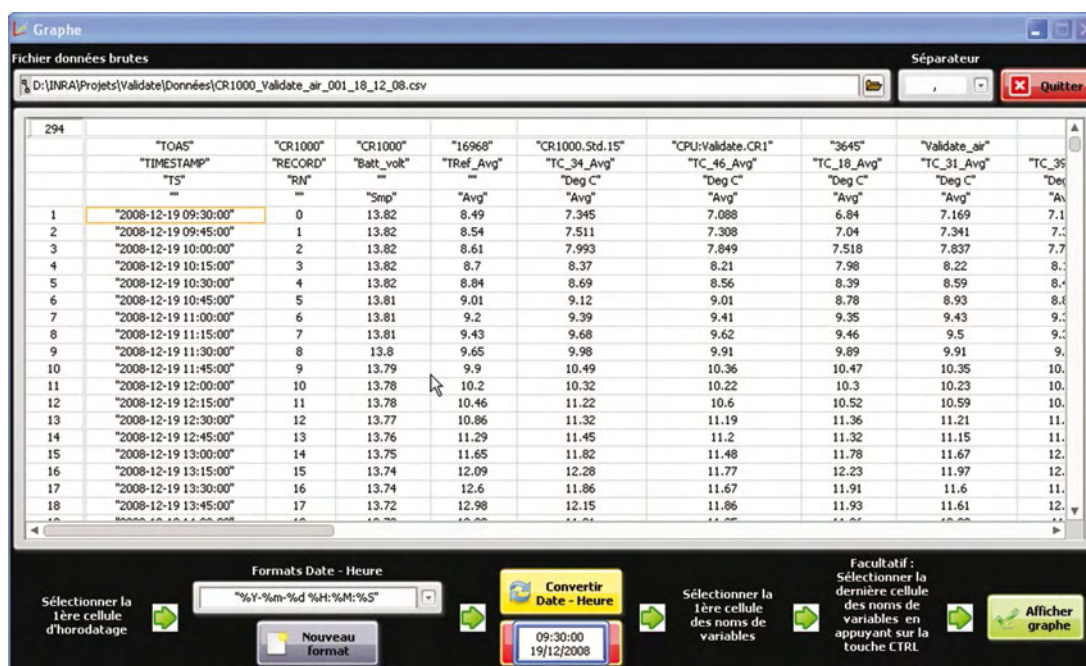 Graphe
Fichier données brutes Séparateur
D:\INRA\Projets\Validate\Données\CR1000_Validate_air_001_18_12_08.csv , Quitter
294
"TOA5" "CR1000" "CR1000" "16968" "CR1000.Std.15" "CPU:Validate.CR1" "3645" "Validate_air"
"TIMESTAMP" "RECORD" "Batt_volt" "TRef_Avg" "TC_34_Avg" "TC_46_Avg" "TC_18_Avg" "TC_31_Avg" "TC_39
"TS" "RN" "" "" "Deg C" "Deg C" "Deg C" "Deg C" "Deg
"" "" "Smp" "Avg" "Avg" "Avg" "Avg" "Avg" "Av
1 "2008-12-19 09:30:00" 0 13.82 8.49 7.345 7.088 6.84 7.169 7.1
2 "2008-12-19 09:45:00" 1 13.82 8.54 7.511 7.308 7.04 7.341
3 "2008-12-19 10:00:00" 2 13.82 8.61 7.993 7.849 7.518 7.837 7.7
4 "2008-12-19 10:15:00" 3 13.82 8.7 8.37 8.21 7.98 8.22
5 "2008-12-19 10:30:00" 4 13.82 8.84 8.69 8.56 8.39 8.59
6 "2008-12-19 10:45:00" 5 13.81 9.01 9.12 9.01 8.78 8.93
7 "2008-12-19 11:00:00" 6 13.81 9.2 9.39 9.41 9.35 9.43
8 "2008-12-19 11:15:00" 7 13.81 9.43 9.68 9.62 9.46 9.5
9 "2008-12-19 11:30:00" 8 13.8 9.65 9.98 9.91 9.89 9.91 9.
10 "2008-12-19 11:45:00" 9 13.79 9.9 10.49 10.36 10.47 10.35 10.
11 "2008-12-19 12:00:00" 10 13.78 10.2 10.32 10.22 10.3 10.23 10.
12 "2008-12-19 12:15:00" 11 13.78 10.46 11.22 10.6 10.52 10.59 10.
13 "2008-12-19 12:30:00" 12 13.77 10.86 11.32 11.19 11.36 11.21 11.
14 "2008-12-19 12:45:00" 13 13.76 11.29 11.45 11.2 11.32 11.15 11.
15 "2008-12-19 13:00:00" 14 13.75 11.65 11.82 11.48 11.78 11.67 12.
16 "2008-12-19 13:15:00" 15 13.74 12.09 12.28 11.77 12.23 11.97 12.
17 "2008-12-19 13:30:00" 16 13.74 12.6 11.86 11.67 11.91 11.6 11.
18 "2008-12-19 13:45:00" 17 13.72 12.98 12.15 11.86 11.93 11.61 12.
Sélectionner la
1ère cellule
d'horodatage
Formats Date - Heure
"%Y-%m-%d %H:%M:%S"
Nouveau
format
Convertir
Date - Heure
09:30:00
19/12/2008
Sélectionner la
1ère cellule
des noms de
variables
Facultatif :
Sélectionner la
dernière cellule
des noms de
variables en
appuyant sur la
touche CTRL
Afficher
graphe